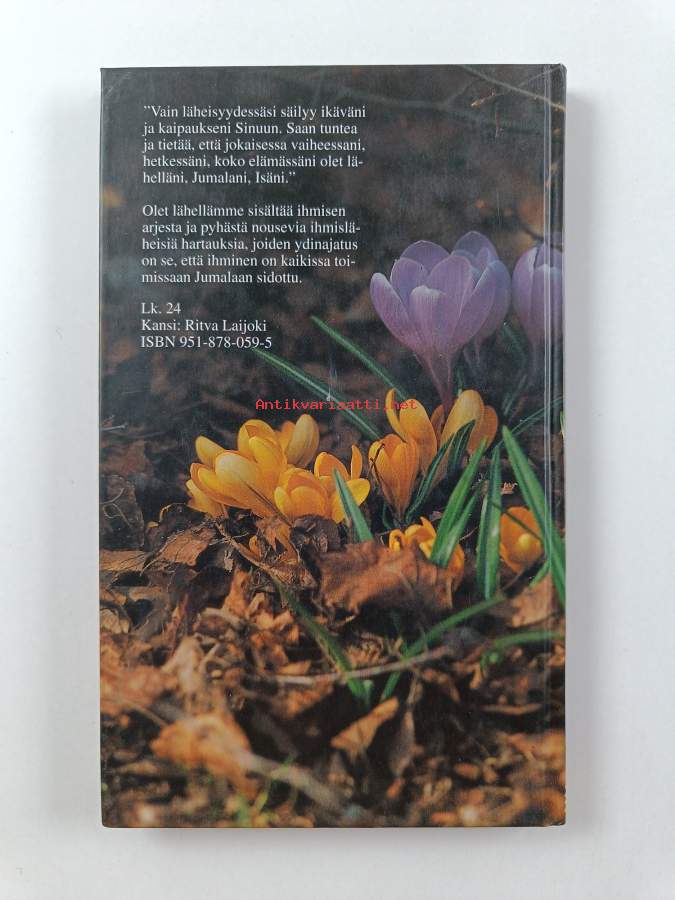 ”Vain läheisyydessäsi säilyy ikäväni
ja kaipaukseni Sinuun. Saan tuntea
ja tietää, että jokaisessa vaiheessani,
hetkessäni, koko elämässäni olet lä-
helläni, Jumalani, Isäni.”
Olet lähellämme sisältää ihmisen
arjesta ja pyhästä nousevia ihmislä-
heisiä hartauksia, joiden ydinajatus
on se, että ihminen on kaikissa toi-
missaan Jumalaan sidottu.
Lk. 24
Kansi: Ritva Laijoki
ISBN 951-878-059-5
Antikvariaatti.net